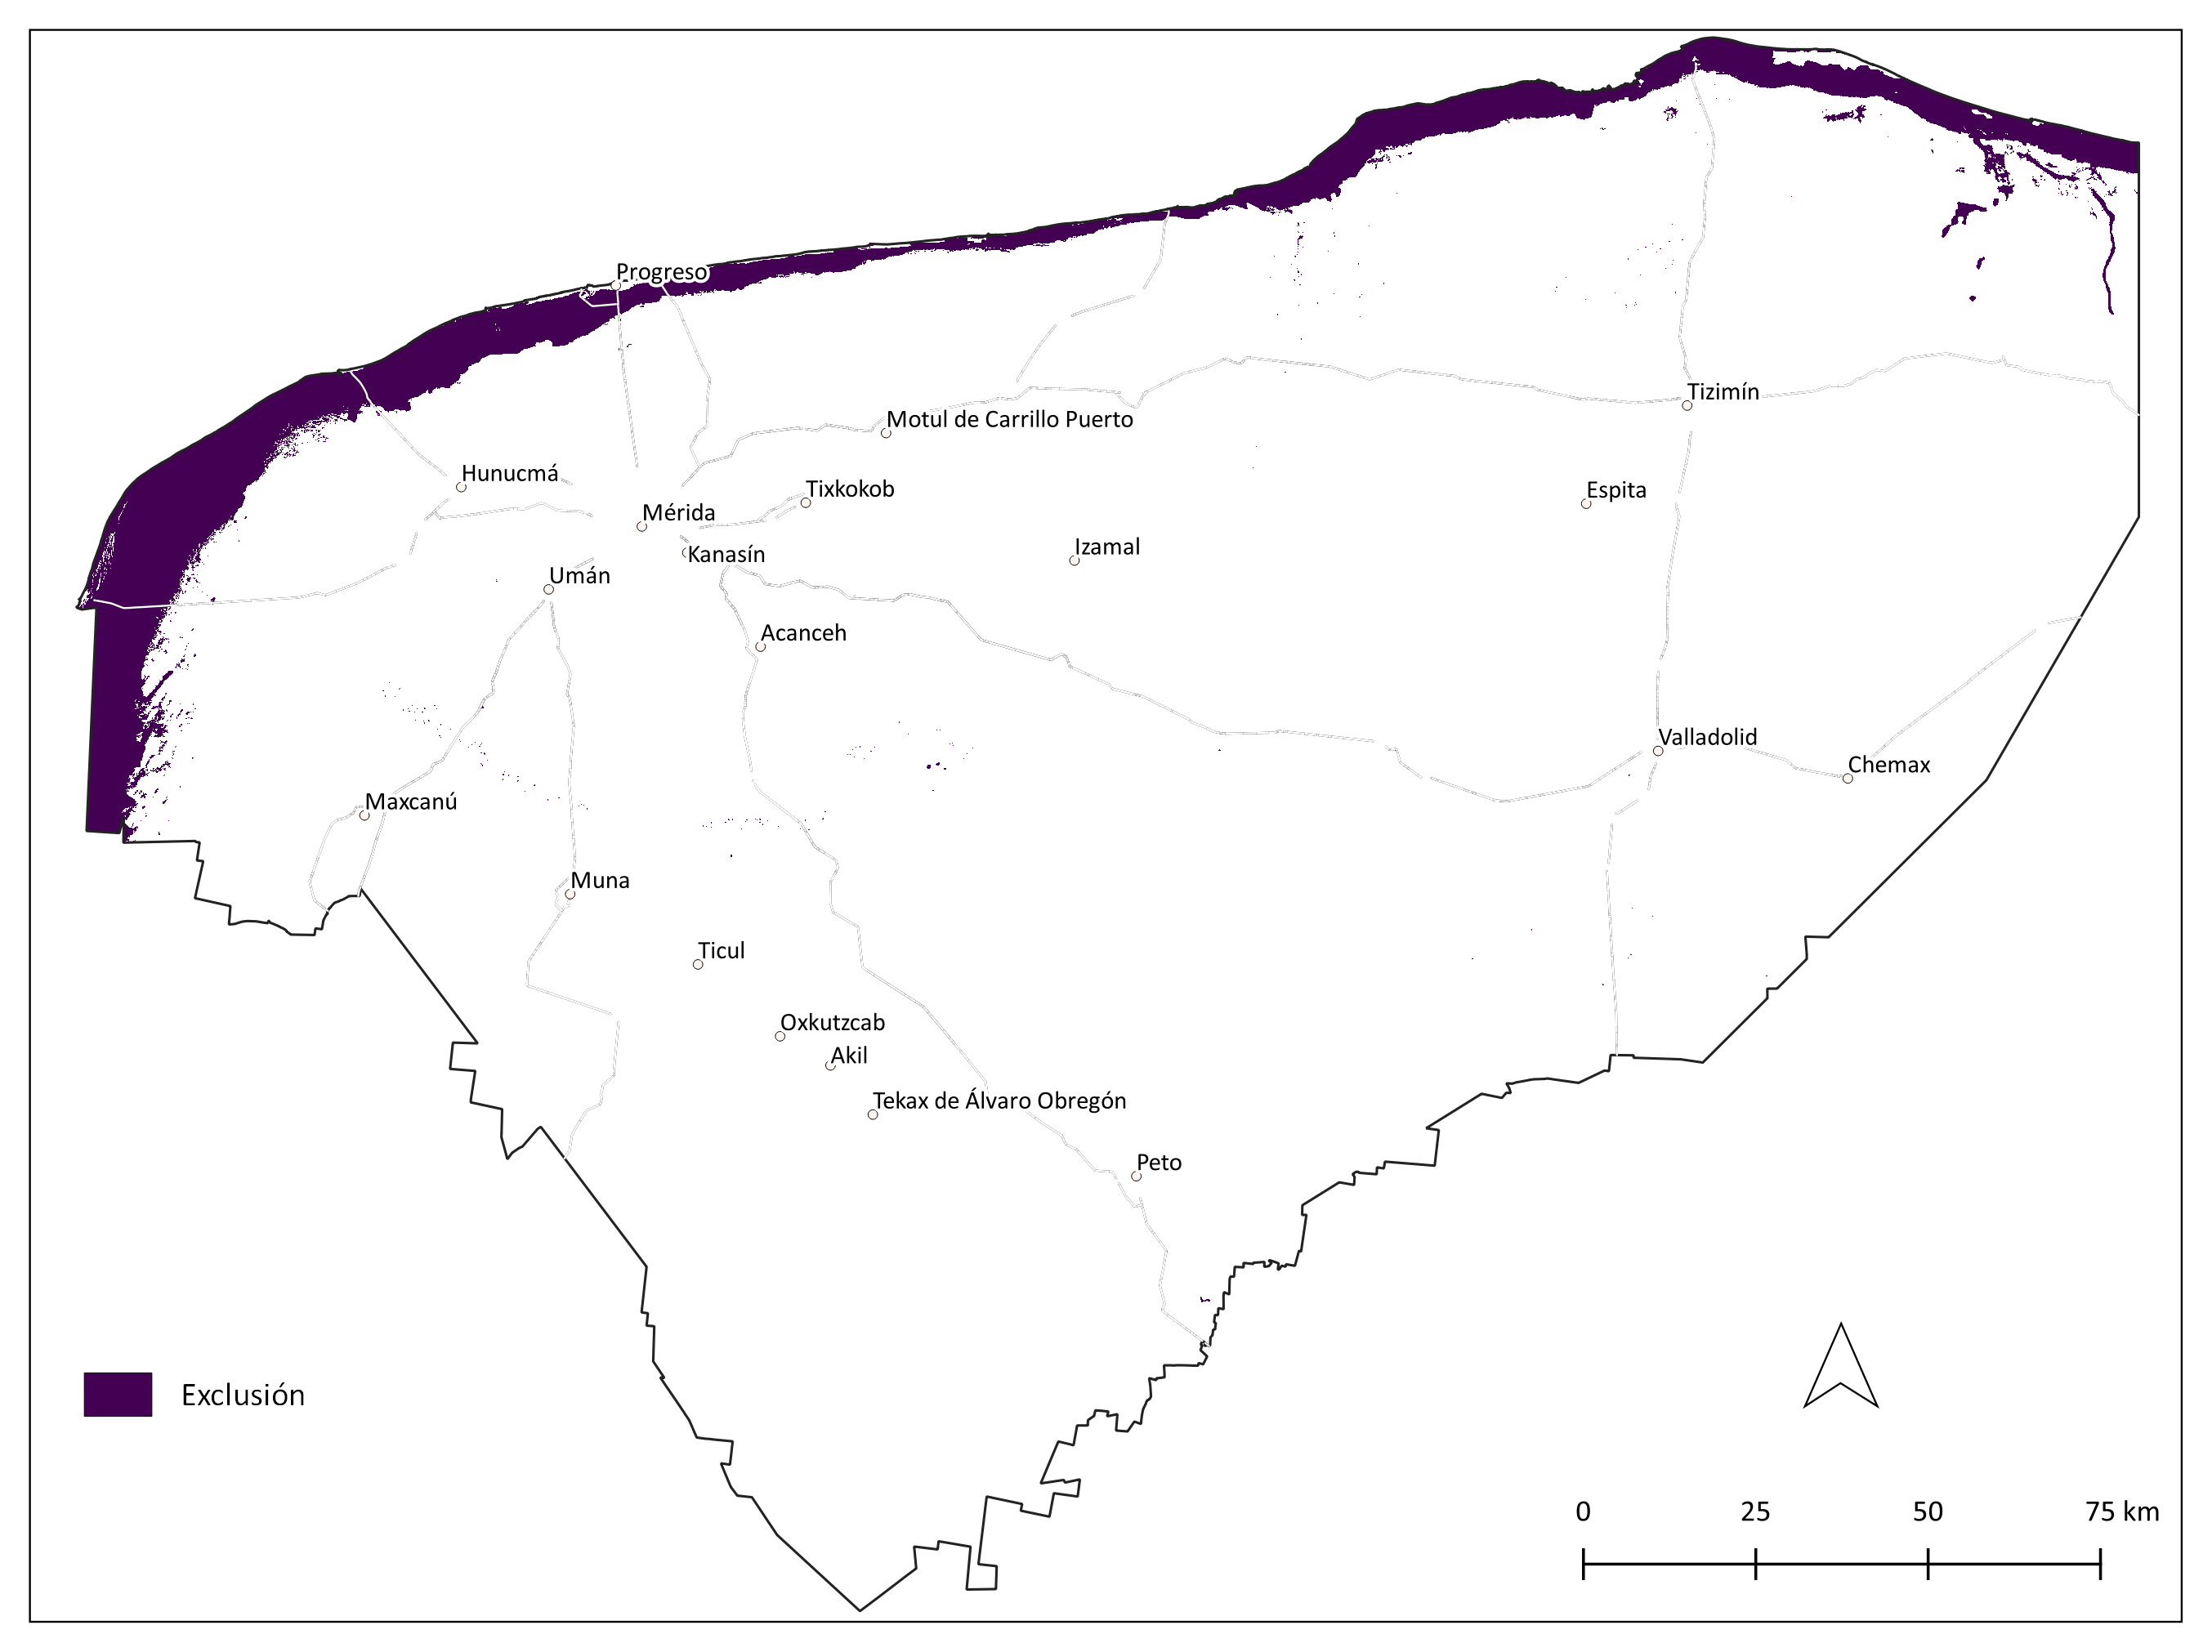 Progreso
Tizimín
Motul de Carrillo Puerto
Hunucmá
Tixkokob
Espita
Mérida
Izamal
Kanasín
Umán
Acanceh
Valladolid
Chemax
Maxcanú
Muna
Ticul
Oxkutzcab
Akil
Tekax de Álvaro Obregón
Peto
Exclusión
0 25 50 75 km